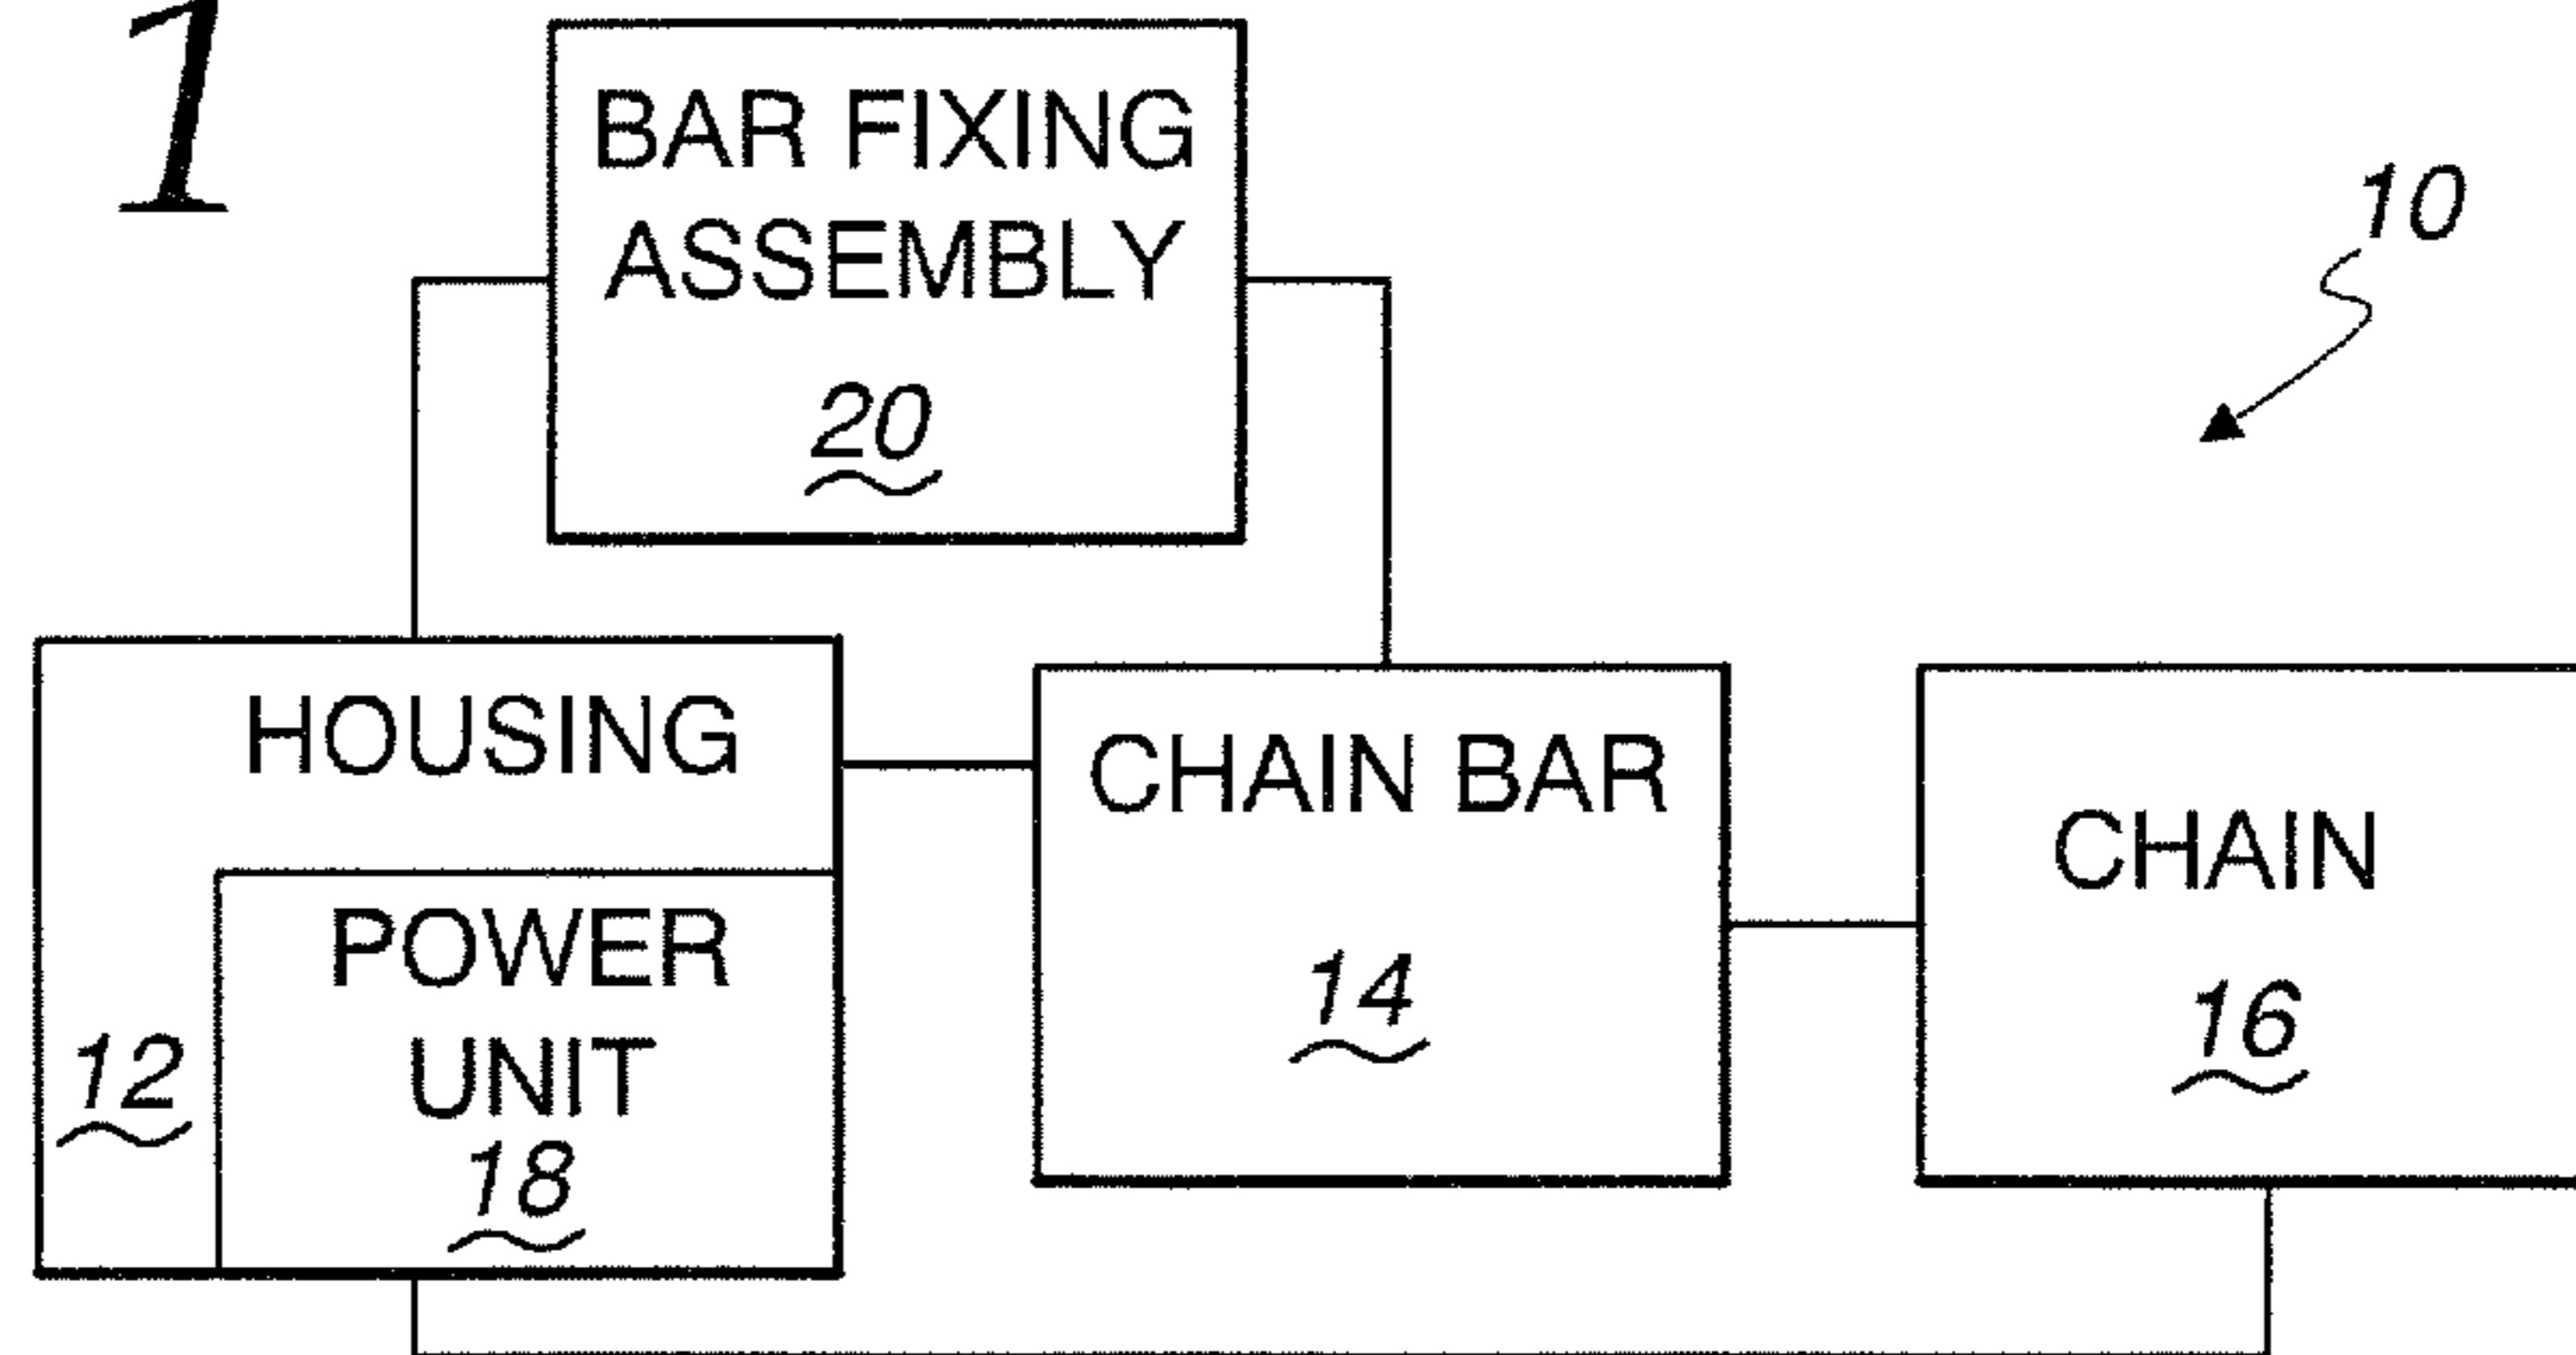 1
BAR FIXING
ASSEMBLY
20
10
HOUSING
12
POWER
UNIT
18
CHAIN BAR
14
CHAIN
16